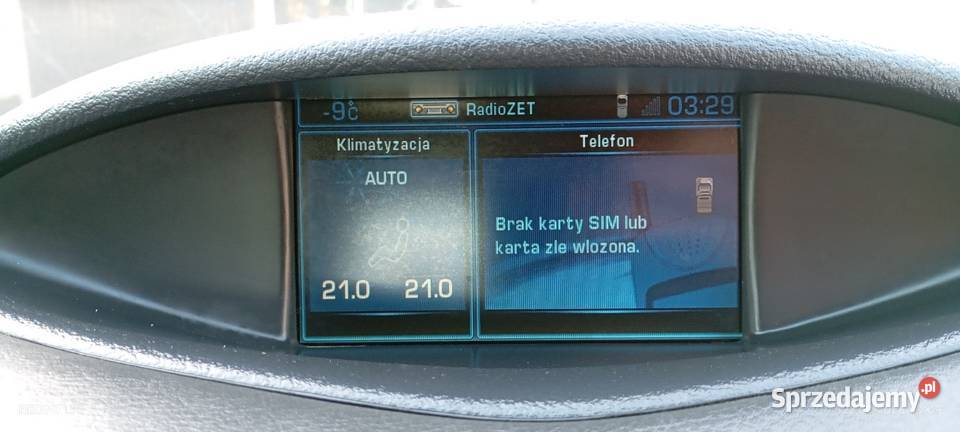 -9°C RadioZET 03:29
Klimatyzacja
Telefon
AUTO
Brak karty SIM lub
karta zle wlozona.
21.0 21.0
Sprzedajemy.pl